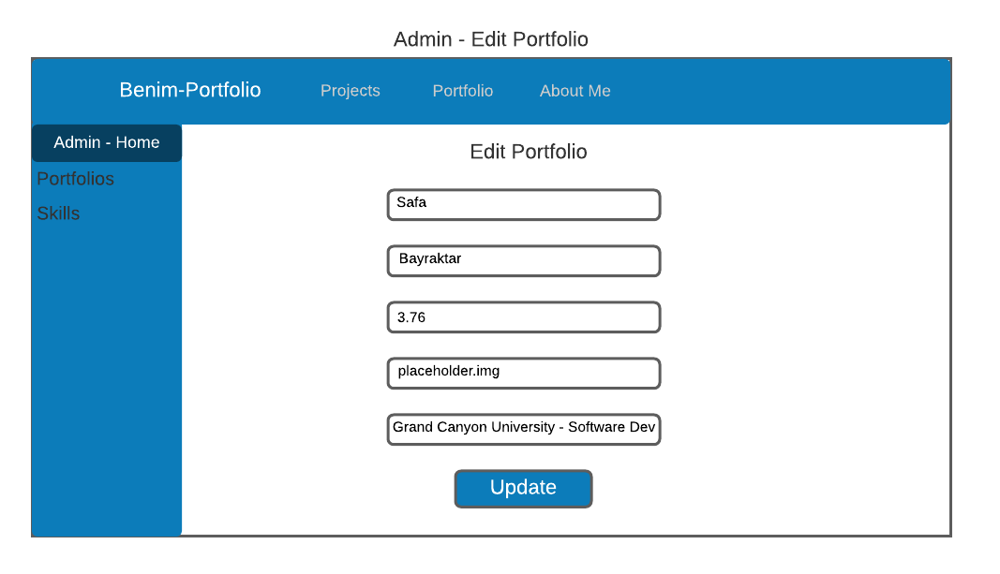 Admin - Edit Portfolio
Benim-Portfolio Projects Portfolio About Me
Admin - Home
Portfolios
Skills
Edit Portfolio
Safa
Bayraktar
3.76
placeholder.img
Grand Canyon University - Software Dev
Update